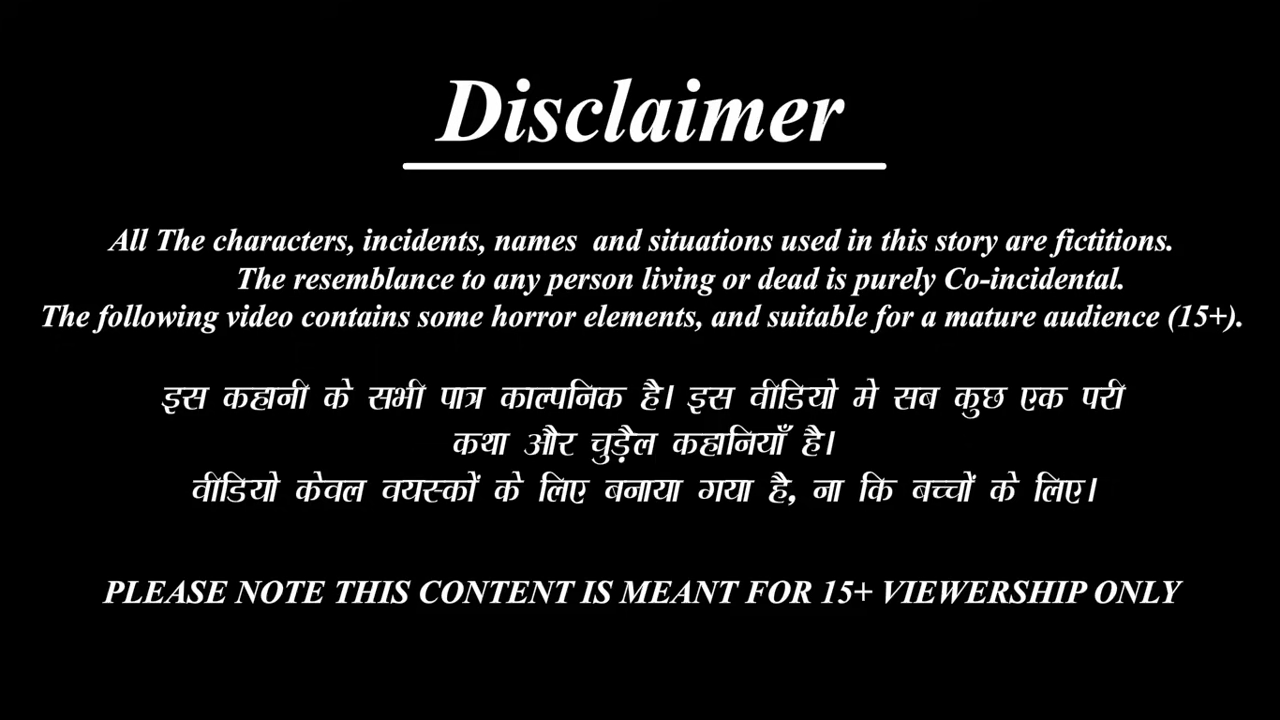 Disclaimer
All The characters, incidents, names and situations used in this story are fictitions.
The resemblance to any person living or dead is purely Co-incidental.
The following video contains some horror elements, and suitable for a mature audience (15+).
इस कहानी के सभी पात्र काल्पनिक है। इस वीडियो मे सब कुछ एक परी
कथा और चुड़ैल कहानियाँ है।
वीडियो केवल वयस्कों के लिए बनाया गया है, ना कि बच्चों के लिए।
PLEASE NOTE THIS CONTENT IS MEANT FOR 15+ VIEWERSHIP ONLY